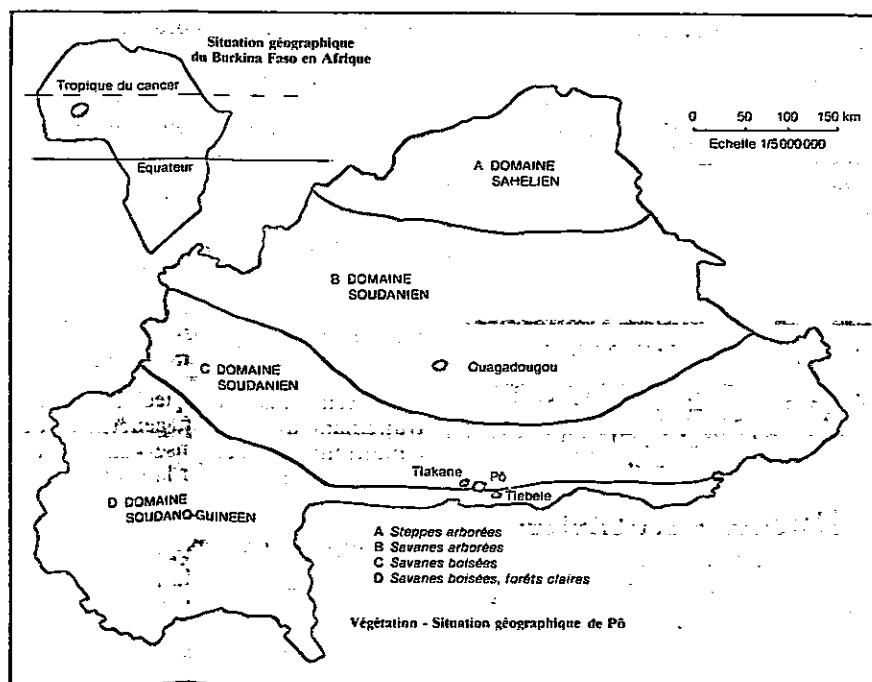 Situation géographique
du Burkina Faso en Afrique
Tropique du cancer
Equateur
0 50 100 150 km
Echelle 1/5000000
A DOMAINE
SAHELIEN
B DOMAINE
SOUDANIEN
C DOMAINE
SOUDANIEN
Ouagadougou
Tiakane
Pô
Tiebele
D DOMAINE
SOUDANO-GUINEEN
A Steppes arborées
B Savanes arborées
C Savanes boisées
D Savanes boisées, forêts claires
Végétation - Situation géographique de Pô